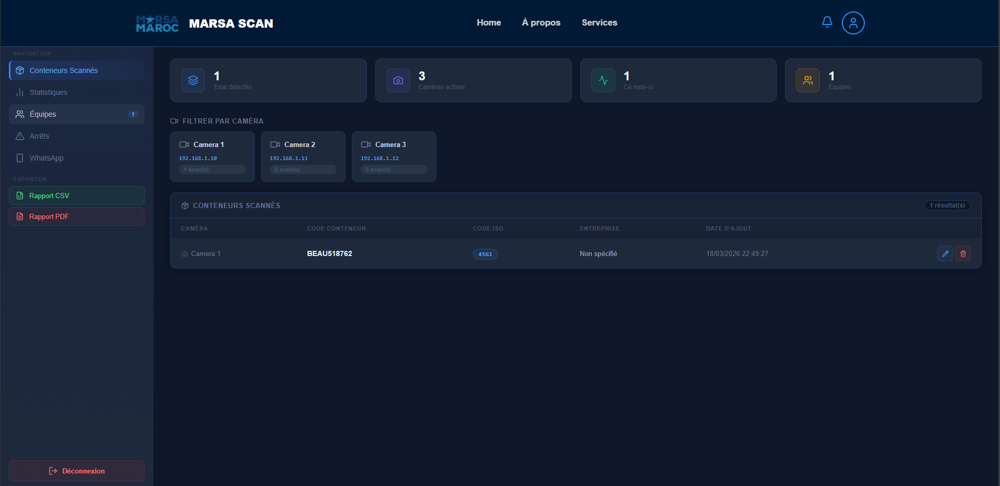 MARSA MAROC
MARSA SCAN
Home
À propos
Services
NAVIGATION
Conteneurs Scannés
Statistiques
Équipes
1
Arrêts
WhatsApp
EXPORTER
Rapport CSV
Rapport PDF
Déconnexion
1
Total détectés
3
Caméras actives
1
Ce mois-ci
1
Équipes
FILTRER PAR CAMÉRA
Camera 1
192.168.1.10
1 scan(s)
Camera 2
192.168.1.11
0 scan(s)
Camera 3
192.168.1.12
0 scan(s)
CONTENEURS SCANNÉS
1 résultat(s)
CAMÉRA CODE CONTENEUR CODE ISO ENTREPRISE DATE D'AJOUT
Camera 1 BEAU518762 45G1 Non spécifié 18/03/2026 22:49:27